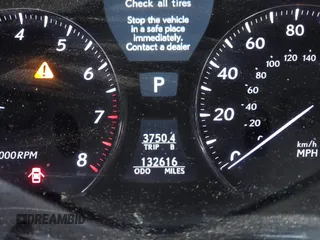 Check all tires
Stop the vehicle
in a safe place
immediately.
Contact a dealer
4 5 6 7 8
000RPM
P
3750.4
TRIP B
132616
ODO MILES
0 20 40 60 80
0 20 40 60 80 100 120 140
km/h
MPH
DREAMBID